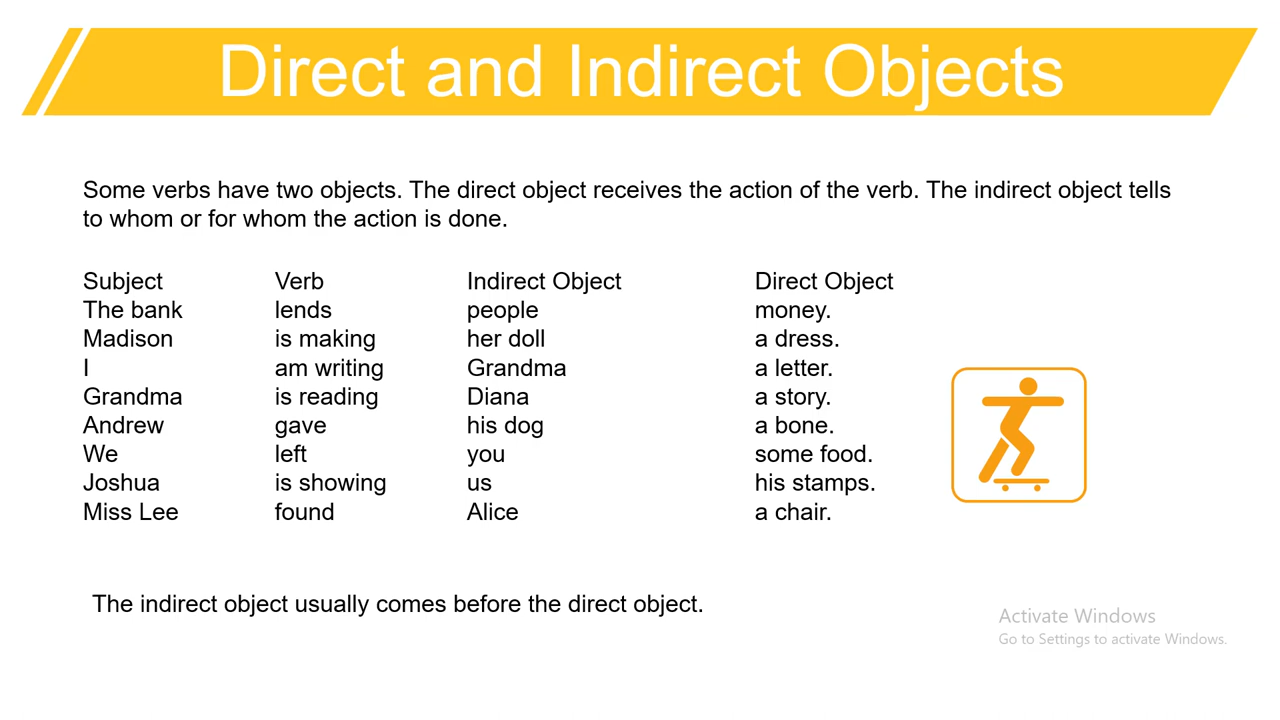 Direct and Indirect Objects
Some verbs have two objects. The direct object receives the action of the verb. The indirect object tells
to whom or for whom the action is done.
Subject Verb Indirect Object Direct Object
The bank lends people money.
Madison is making her doll a dress.
I am writing Grandma a letter.
Grandma is reading Diana a story.
Andrew gave his dog a bone.
We left you some food.
Joshua is showing us his stamps.
Miss Lee found Alice a chair.
The indirect object usually comes before the direct object.
Activate Windows
Go to Settings to activate Windows.